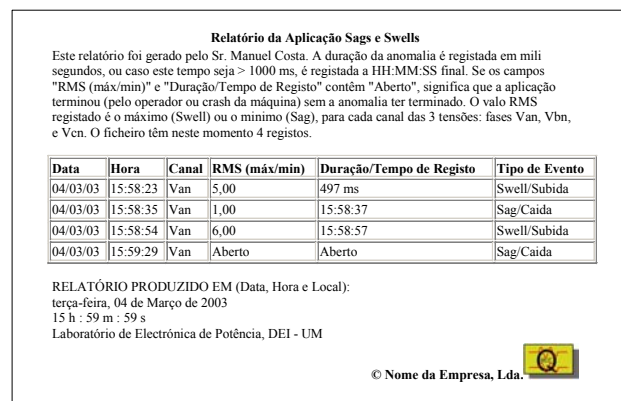 Relatório da Aplicação Sags e Swells
Este relatório foi gerado pelo Sr. Manuel Costa. A duração da anomalia é registada em mili
segundos, ou caso este tempo seja > 1000 ms, é registada a HH:MM:SS final. Se os campos
"RMS (máx/min)" e "Duração/Tempo de Registo" contêm "Aberto", significa que a aplicação
terminou (pelo operador ou crash da máquina) sem a anomalia ter terminado. O valo RMS
registado é o máximo (Swell) ou o minimo (Sag), para cada canal das 3 tensões: fases Van, Vbn,
e Vcn. O ficheiro têm neste momento 4 registos.
Data Hora Canal RMS (máx/min) Duração/Tempo de Registo Tipo de Evento
04/03/03 15:58:23 Van 5,00 497 ms Swell/Subida
04/03/03 15:58:35 Van 1,00 15:58:37 Sag/Caida
04/03/03 15:58:54 Van 6,00 15:58:57 Swell/Subida
04/03/03 15:59:29 Van Aberto Aberto Sag/Caida
RELATÓRIO PRODUZIDO EM (Data, Hora e Local):
terça-feira, 04 de Março de 2003
15 h : 59 m : 59 s
Laboratório de Electrónica de Potência, DEI - UM
© Nome da Empresa, Lda. Q